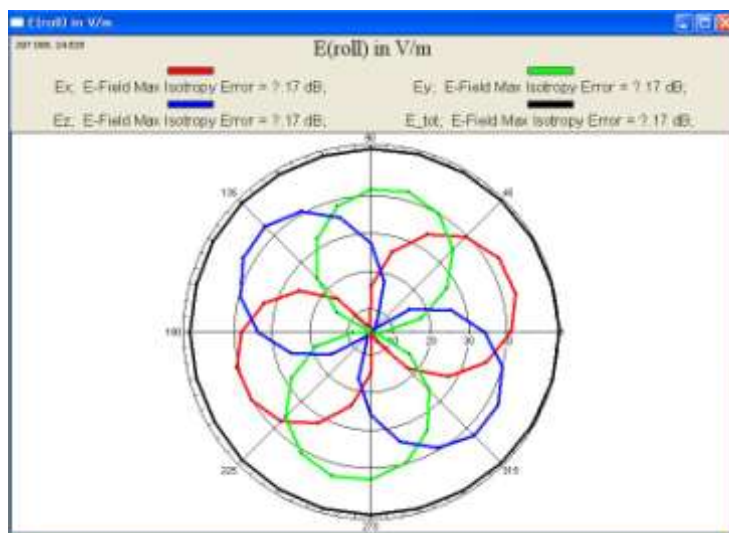 E(roll) in V/m
E(roll) in V/m
Ex; E-Field Max Isotropy Error = ?.17 dB;
Ey; E-Field Max Isotropy Error = ?.17 dB;
Ez; E-Field Max Isotropy Error = ?.17 dB;
E_tot; E-Field Max Isotropy Error = ?.17 dB;
90
135
45
180
10 20 30
225
315
270